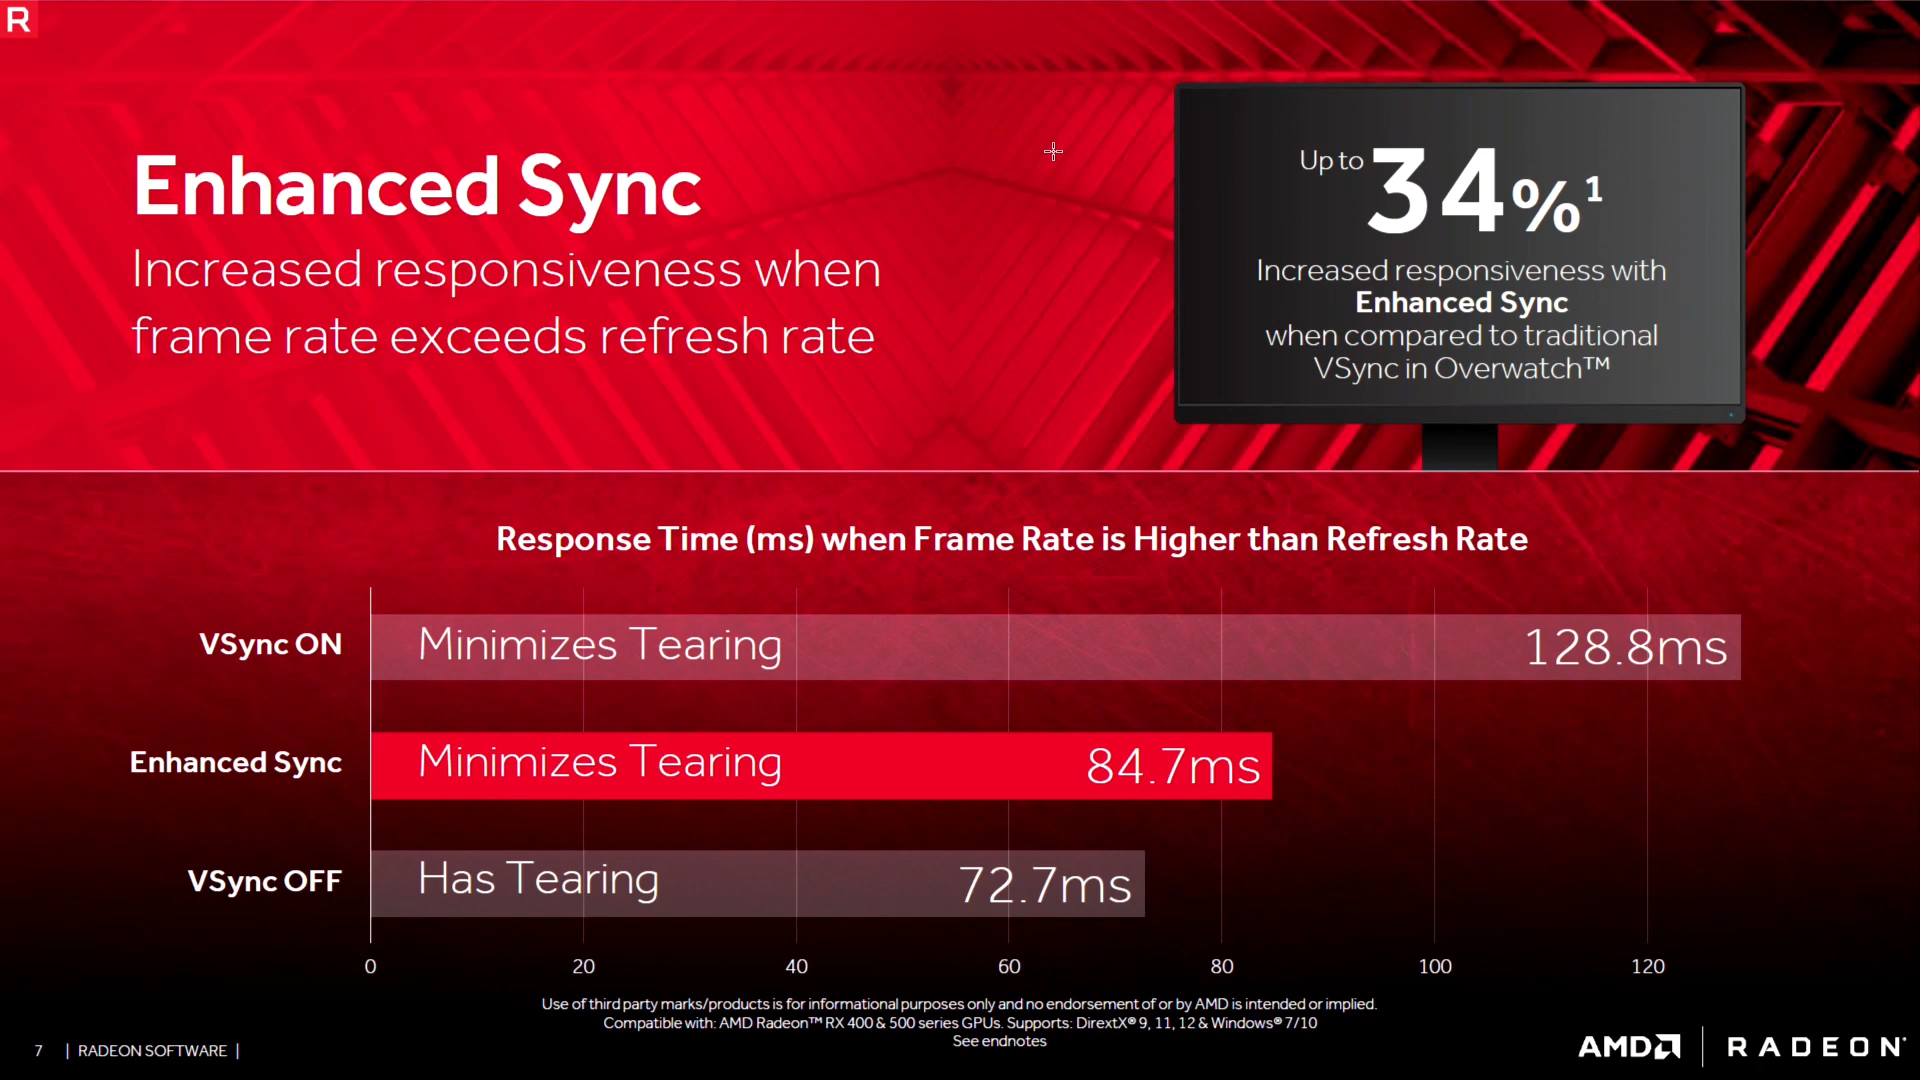 R
Enhanced Sync
Increased responsiveness when
frame rate exceeds refresh rate
Up to 34%¹
Increased responsiveness with
Enhanced Sync
when compared to traditional
VSync in Overwatch™
Response Time (ms) when Frame Rate is Higher than Refresh Rate
VSync ON Minimizes Tearing 128.8ms
Enhanced Sync Minimizes Tearing 84.7ms
VSync OFF Has Tearing 72.7ms
0 20 40 60 80 100 120
Use of third party marks/products is for informational purposes only and no endorsement of or by AMD is intended or implied.
Compatible with: AMD Radeon™ RX 400 & 500 series GPUs. Supports: DirextX® 9, 11, 12 & Windows® 7/10
See endnotes
7 | RADEON SOFTWARE |
AMD | RADEON